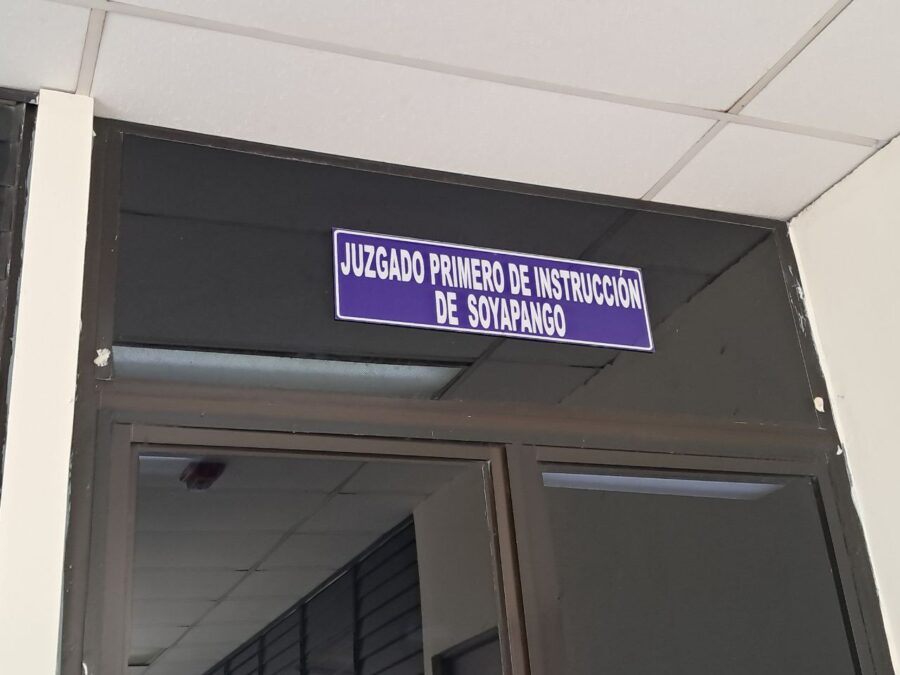 JUZGADO PRIMERO DE INSTRUCCIÓN
DE SOYAPANGO